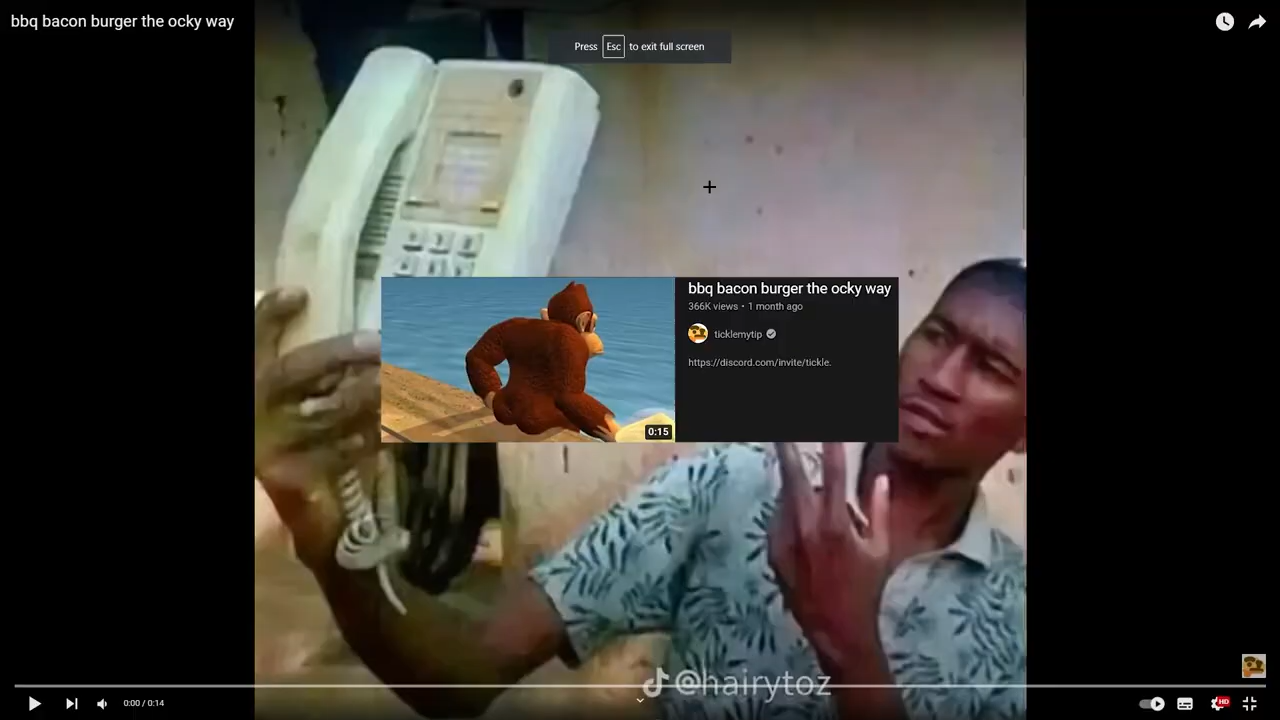 bbq bacon burger the ocky way
Press Esc to exit full screen
bbq bacon burger the ocky way
366K views • 1 month ago
ticklemytip
https://discord.com/invite/tickle.
0:15
@hairytoz
0:00 / 0:14
HD